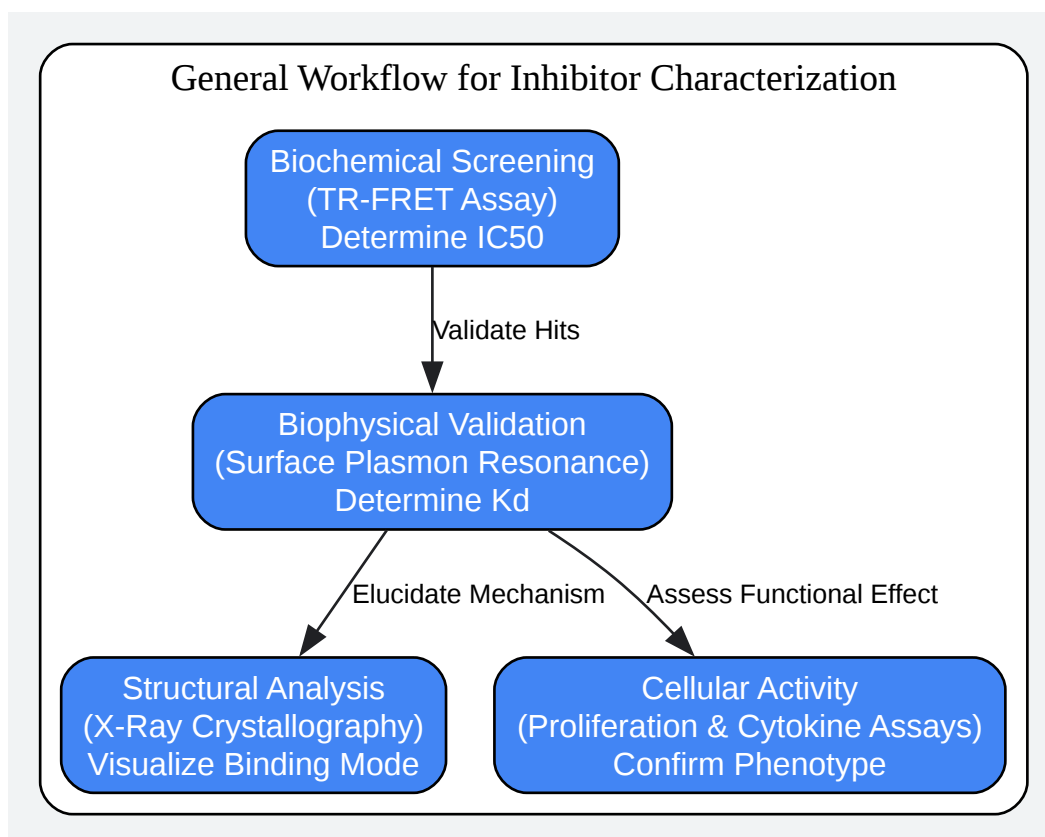 General Workflow for Inhibitor Characterization
Biochemical Screening
(TR-FRET Assay)
Determine IC50
Validate Hits
Biophysical Validation
(Surface Plasmon Resonance)
Determine Kd
Elucidate Mechanism
Assess Functional Effect
Structural Analysis
(X-Ray Crystallography)
Visualize Binding Mode
Cellular Activity
(Proliferation & Cytokine Assays)
Confirm Phenotype